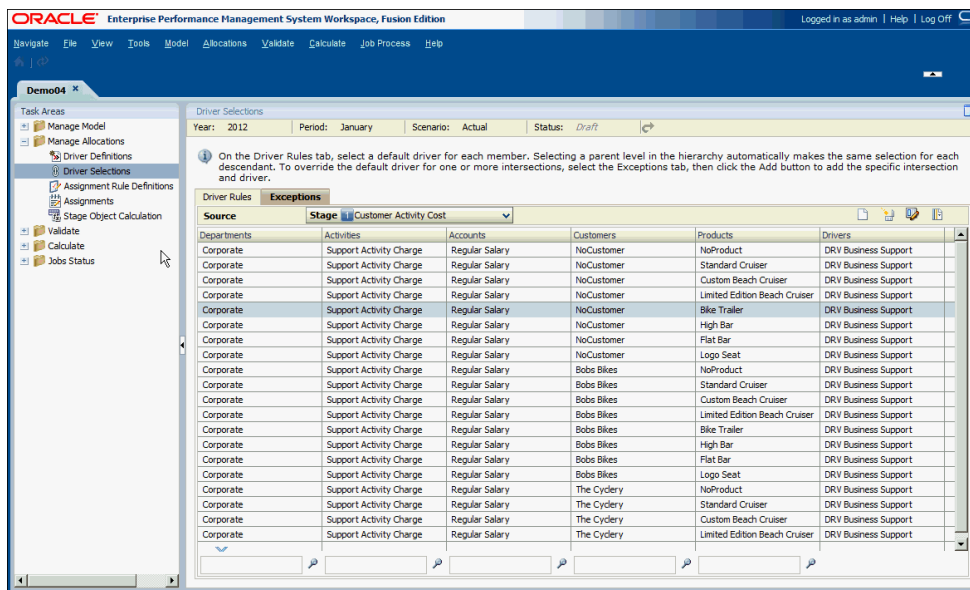 ORACLE Enterprise Performance Management System Workspace, Fusion Edition
Logged in as admin | Help | Log Off
Navigate File View Tools Model Allocations Validate Calculate Job Process Help
Demo04
Task Areas
Manage Model
Manage Allocations
Driver Definitions
Driver Selections
Assignment Rule Definitions
Assignments
Stage Object Calculation
Validate
Calculate
Jobs Status
Driver Selections
Year: 2012 Period: January Scenario: Actual Status: Draft
On the Driver Rules tab, select a default driver for each member. Selecting a parent level in the hierarchy automatically makes the same selection for each
descendant. To override the default driver for one or more intersections, select the Exceptions tab, then click the Add button to add the specific intersection
and driver.
Driver Rules Exceptions
Source Stage 1 Customer Activity Cost
Departments Activities Accounts Customers Products Drivers
Corporate Support Activity Charge Regular Salary NoCustomer NoProduct DRV Business Support
Corporate Support Activity Charge Regular Salary NoCustomer Standard Cruiser DRV Business Support
Corporate Support Activity Charge Regular Salary NoCustomer Custom Beach Cruiser DRV Business Support
Corporate Support Activity Charge Regular Salary NoCustomer Limited Edition Beach Cruiser DRV Business Support
Corporate Support Activity Charge Regular Salary NoCustomer Bike Trailer DRV Business Support
Corporate Support Activity Charge Regular Salary NoCustomer High Bar DRV Business Support
Corporate Support Activity Charge Regular Salary NoCustomer Flat Bar DRV Business Support
Corporate Support Activity Charge Regular Salary NoCustomer Logo Seat DRV Business Support
Corporate Support Activity Charge Regular Salary Bobs Bikes NoProduct DRV Business Support
Corporate Support Activity Charge Regular Salary Bobs Bikes Standard Cruiser DRV Business Support
Corporate Support Activity Charge Regular Salary Bobs Bikes Custom Beach Cruiser DRV Business Support
Corporate Support Activity Charge Regular Salary Bobs Bikes Limited Edition Beach Cruiser DRV Business Support
Corporate Support Activity Charge Regular Salary Bobs Bikes Bike Trailer DRV Business Support
Corporate Support Activity Charge Regular Salary Bobs Bikes High Bar DRV Business Support
Corporate Support Activity Charge Regular Salary Bobs Bikes Flat Bar DRV Business Support
Corporate Support Activity Charge Regular Salary Bobs Bikes Logo Seat DRV Business Support
Corporate Support Activity Charge Regular Salary The Cyclery NoProduct DRV Business Support
Corporate Support Activity Charge Regular Salary The Cyclery Standard Cruiser DRV Business Support
Corporate Support Activity Charge Regular Salary The Cyclery Custom Beach Cruiser DRV Business Support
Corporate Support Activity Charge Regular Salary The Cyclery Limited Edition Beach Cruiser DRV Business Support